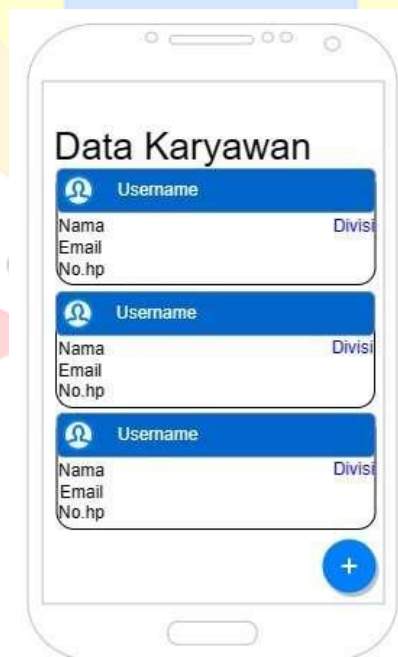 Data Karyawan
Username
Nama Divisi
Email
No.hp
Username
Nama Divisi
Email
No.hp
Username
Nama Divisi
Email
No.hp
+